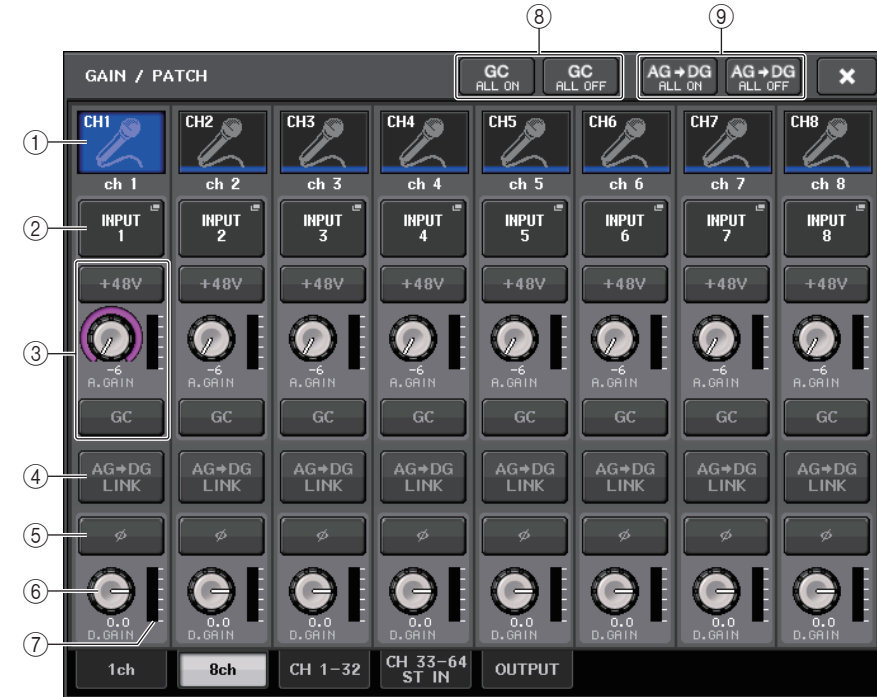 ⑧ ⑨
GAIN / PATCH
GC ALL ON GC ALL OFF AG➔DG ALL ON AG➔DG ALL OFF ×
① CH1 CH2 CH3 CH4 CH5 CH6 CH7 CH8
ch 1 ch 2 ch 3 ch 4 ch 5 ch 6 ch 7 ch 8
② INPUT 1 INPUT 2 INPUT 3 INPUT 4 INPUT 5 INPUT 6 INPUT 7 INPUT 8
+48V +48V +48V +48V +48V +48V +48V +48V
③
-6 -6 -6 -6 -6 -6 -6 -6
A.GAIN A.GAIN A.GAIN A.GAIN A.GAIN A.GAIN A.GAIN A.GAIN
GC GC GC GC GC GC GC GC
④ AG➔DG AG➔DG AG➔DG AG➔DG AG➔DG AG➔DG AG➔DG AG➔DG
LINK LINK LINK LINK LINK LINK LINK LINK
⑤ ø ø ø ø ø ø ø ø
⑥
0.0 0.0 0.0 0.0 0.0 0.0 0.0 0.0
⑦ D.GAIN D.GAIN D.GAIN D.GAIN D.GAIN D.GAIN D.GAIN D.GAIN
1ch 8ch CH 1-32 CH 33-64 ST IN OUTPUT